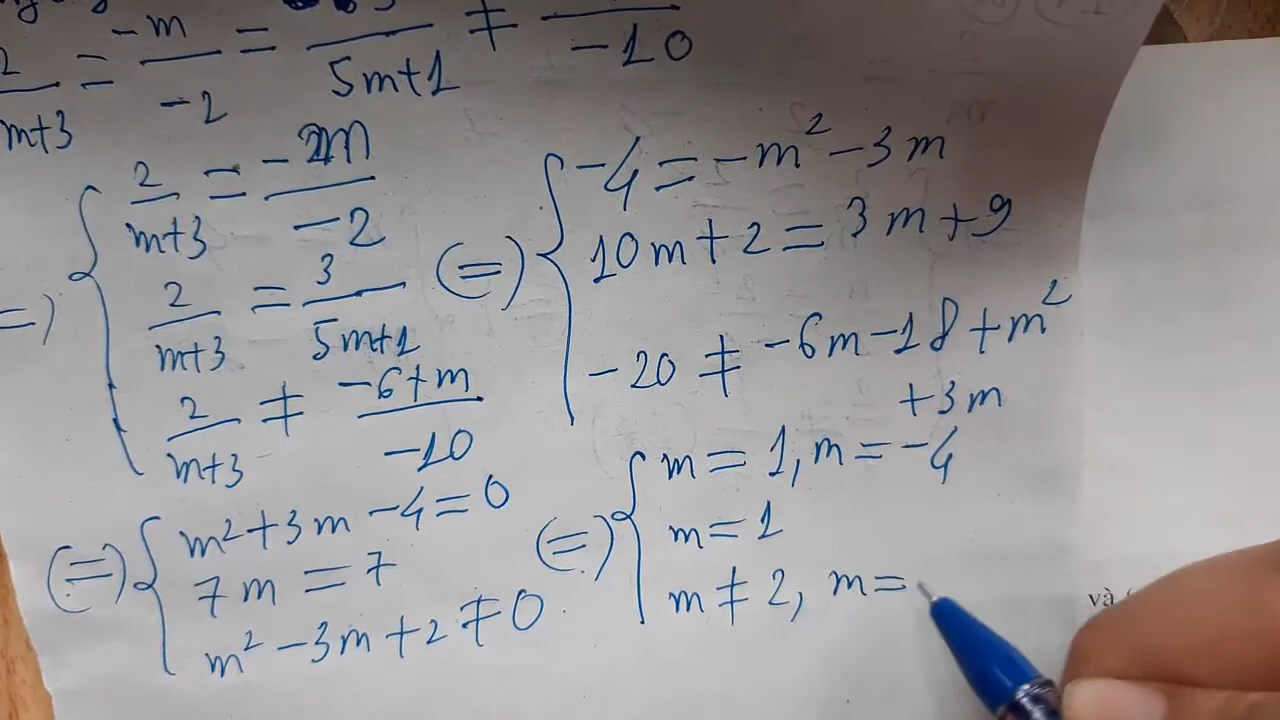 2/(m+3) = -m/-2 = /(5m+1) ≠ /-10
2/(m+3) = -m/-2
=) 2/(m+3) = 3/(5m+1)
2/(m+3) ≠ (-6+m)/-10
(=) -4 = -m² - 3m
10m+2 = 3m+9
-20 ≠ -6m-18+m²
+3m
(=) m²+3m-4=0
7m = 7
m²-3m+2≠0
(=) m = 1, m = -4
m = 1
m ≠ 2, m =
và